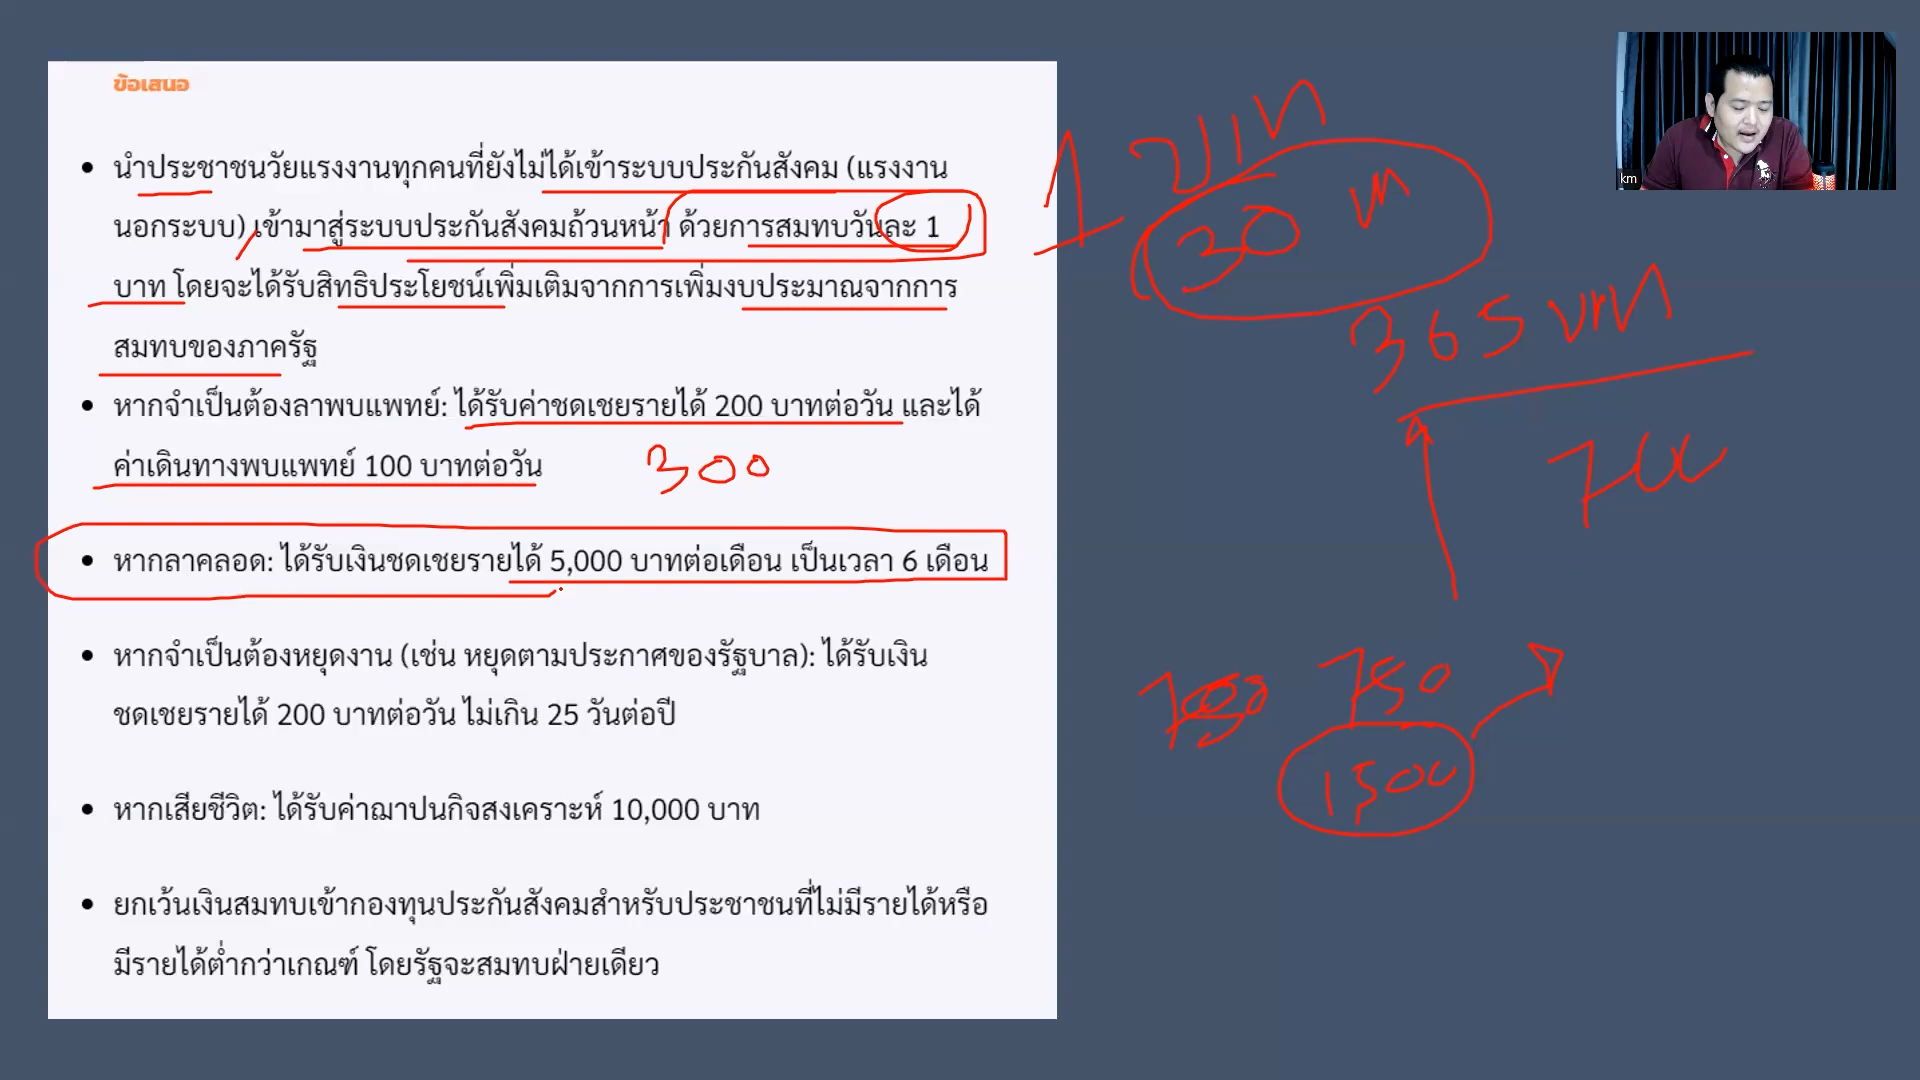 ข้อเสนอ
• นำประชาชนวัยแรงงานทุกคนที่ยังไม่ได้เข้าระบบประกันสังคม (แรงงาน
นอกระบบ) เข้ามาสู่ระบบประกันสังคมถ้วนหน้า ด้วยการสมทบวันละ 1
บาท โดยจะได้รับสิทธิประโยชน์เพิ่มเติมจากการเพิ่มงบประมาณจากการ
สมทบของภาครัฐ
• หากจำเป็นต้องลาพบแพทย์: ได้รับค่าชดเชยรายได้ 200 บาทต่อวัน และได้
ค่าเดินทางพบแพทย์ 100 บาทต่อวัน
300
• หากลาคลอด: ได้รับเงินชดเชยรายได้ 5,000 บาทต่อเดือน เป็นเวลา 6 เดือน
• หากจำเป็นต้องหยุดงาน (เช่น หยุดตามประกาศของรัฐบาล): ได้รับเงิน
ชดเชยรายได้ 200 บาทต่อวัน ไม่เกิน 25 วันต่อปี
• หากเสียชีวิต: ได้รับค่าฌาปนกิจสงเคราะห์ 10,000 บาท
• ยกเว้นเงินสมทบเข้ากองทุนประกันสังคมสำหรับประชาชนที่ไม่มีรายได้หรือ
มีรายได้ต่ำกว่าเกณฑ์ โดยรัฐจะสมทบฝ่ายเดียว
1 บาท
30
365 บาท
700
750
1500
km